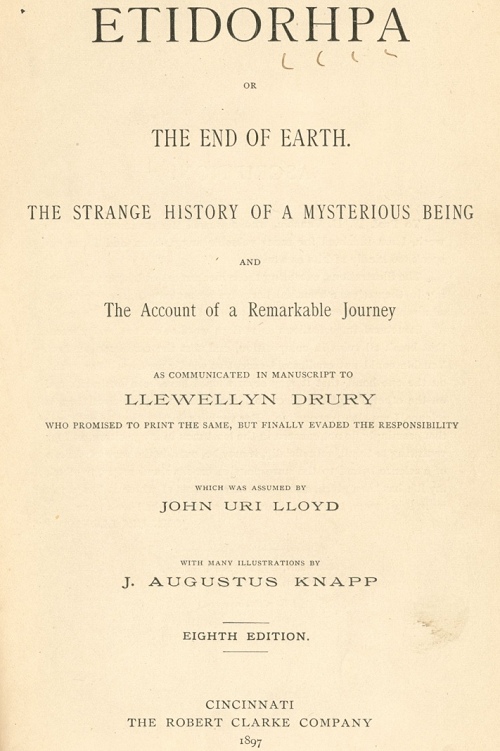 ETIDORHPA
OR
THE END OF EARTH.
THE STRANGE HISTORY OF A MYSTERIOUS BEING
AND
The Account of a Remarkable Journey
AS COMMUNICATED IN MANUSCRIPT TO
LLEWELLYN DRURY
WHO PROMISED TO PRINT THE SAME, BUT FINALLY EVADED THE RESPONSIBILITY
WHICH WAS ASSUMED BY
JOHN URI LLOYD
WITH MANY ILLUSTRATIONS BY
J. AUGUSTUS KNAPP
EIGHTH EDITION.
CINCINNATI
THE ROBERT CLARKE COMPANY
1897